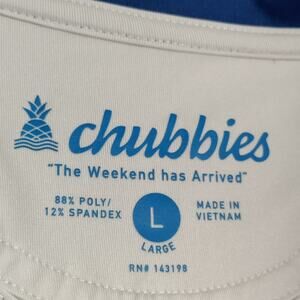 chubbies
"The Weekend has Arrived"
88% POLY/
12% SPANDEX
L
LARGE
MADE IN
VIETNAM
RN# 143198